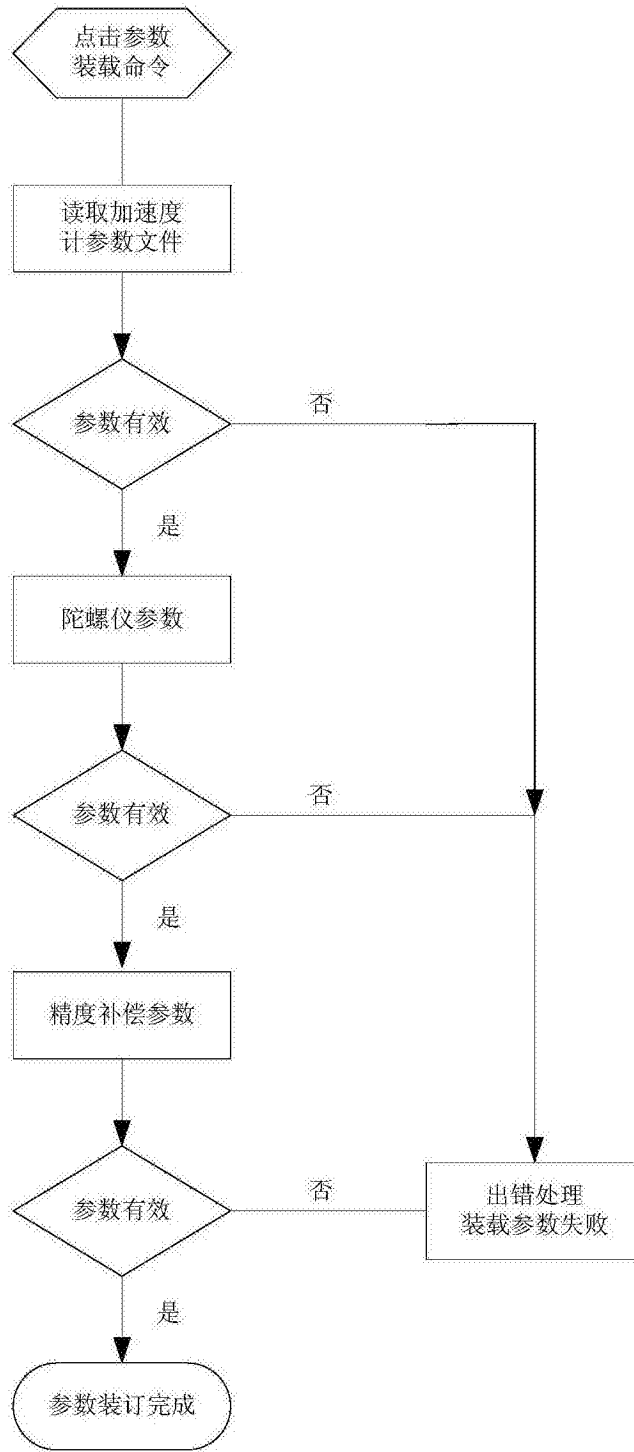 点击参数
装载命令
读取加速度
计参数文件
参数有效
否
是
陀螺仪参数
参数有效
否
是
精度补偿参数
参数有效
否
出错处理
装载参数失败
是
参数装订完成